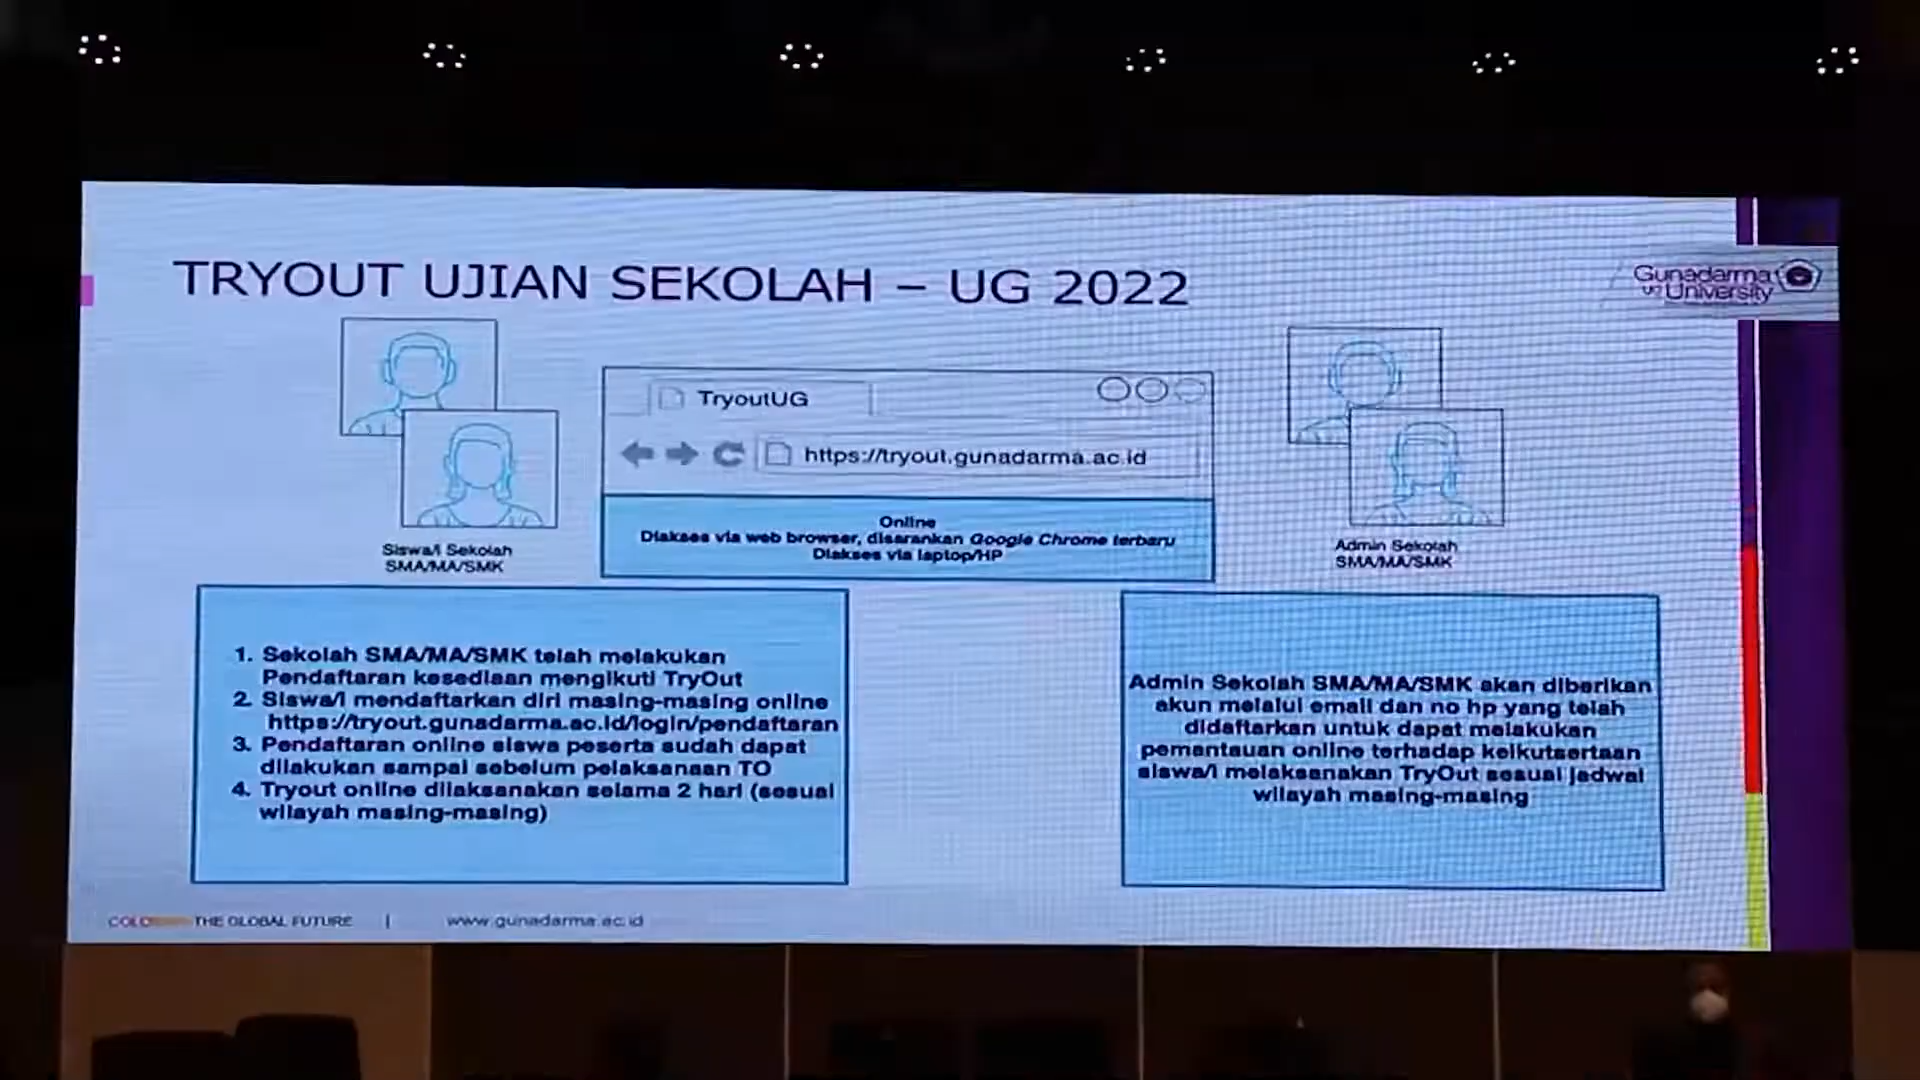 TRYOUT UJIAN SEKOLAH – UG 2022
Gunadarma
UG University
TryoutUG
https://tryout.gunadarma.ac.id
Online
Diakses via web browser, disarankan Google Chrome terbaru
Diakses via laptop/HP
Siswa/i Sekolah
SMA/MA/SMK
Admin Sekolah
SMA/MA/SMK
1. Sekolah SMA/MA/SMK telah melakukan
Pendaftaran kesediaan mengikuti TryOut
2. Siswa/i mendaftarkan diri masing-masing online
https://tryout.gunadarma.ac.id/login/pendaftaran
3. Pendaftaran online siswa peserta sudah dapat
dilakukan sampai sebelum pelaksanaan TO
4. Tryout online dilaksanakan selama 2 hari (sesuai
wilayah masing-masing)
Admin Sekolah SMA/MA/SMK akan diberikan
akun melalui email dan no hp yang telah
didaftarkan untuk dapat melakukan
pemantauan online terhadap keikutsertaan
siswa/i melaksanakan TryOut sesuai jadwal
wilayah masing-masing
THE GLOBAL FUTURE | www.gunadarma.ac.id